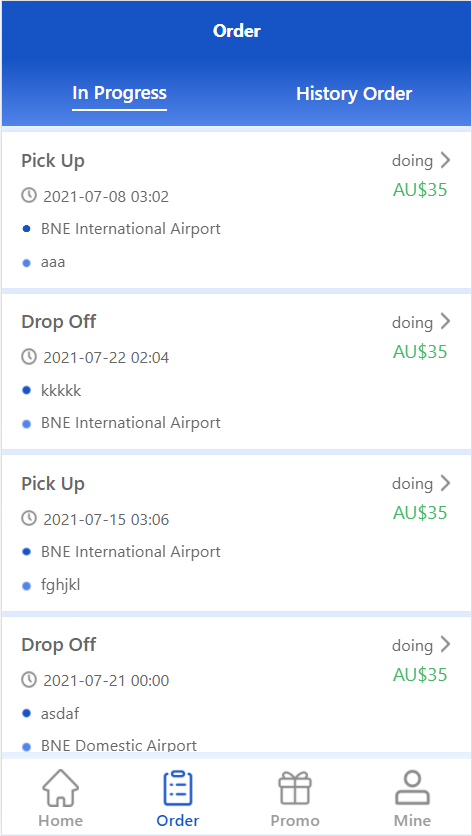 Order
In Progress
History Order
Pick Up
doing
2021-07-08 03:02
AU$35
BNE International Airport
aaa
Drop Off
doing
2021-07-22 02:04
AU$35
kkkkk
BNE International Airport
Pick Up
doing
2021-07-15 03:06
AU$35
BNE International Airport
fghjkl
Drop Off
doing
2021-07-21 00:00
AU$35
asdaf
BNE Domestic Airport
Home
Order
Promo
Mine